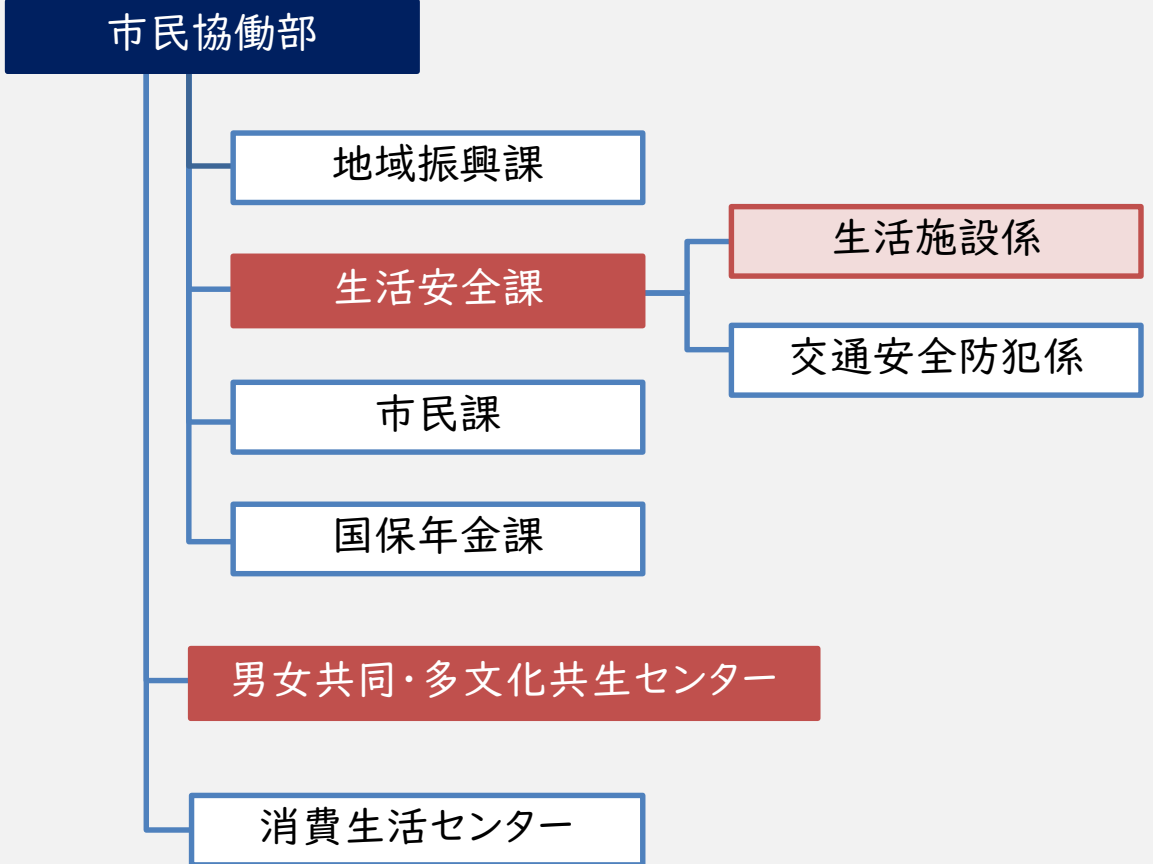 市民協働部
地域振興課
生活安全課
生活施設係
交通安全防犯係
市民課
国保年金課
男女共同・多文化共生センター
消費生活センター